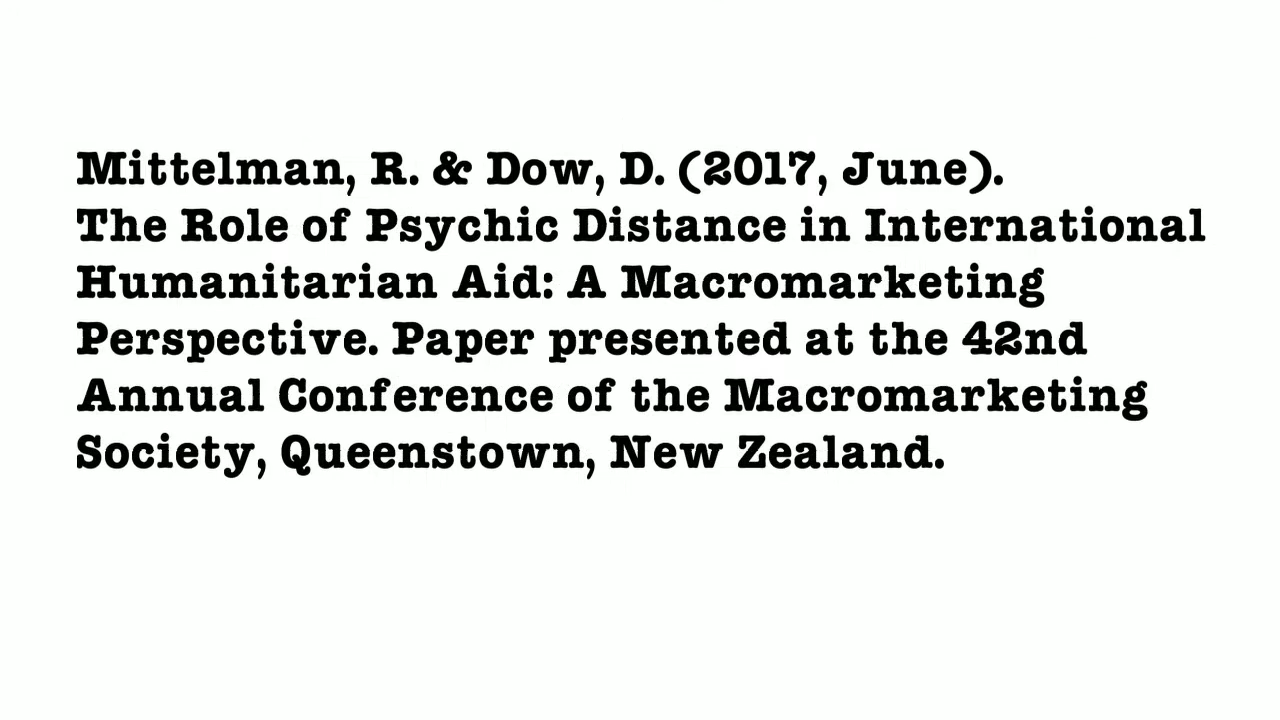 Mittelman, R. & Dow, D. (2017, June).
The Role of Psychic Distance in International
Humanitarian Aid: A Macromarketing
Perspective. Paper presented at the 42nd
Annual Conference of the Macromarketing
Society, Queenstown, New Zealand.